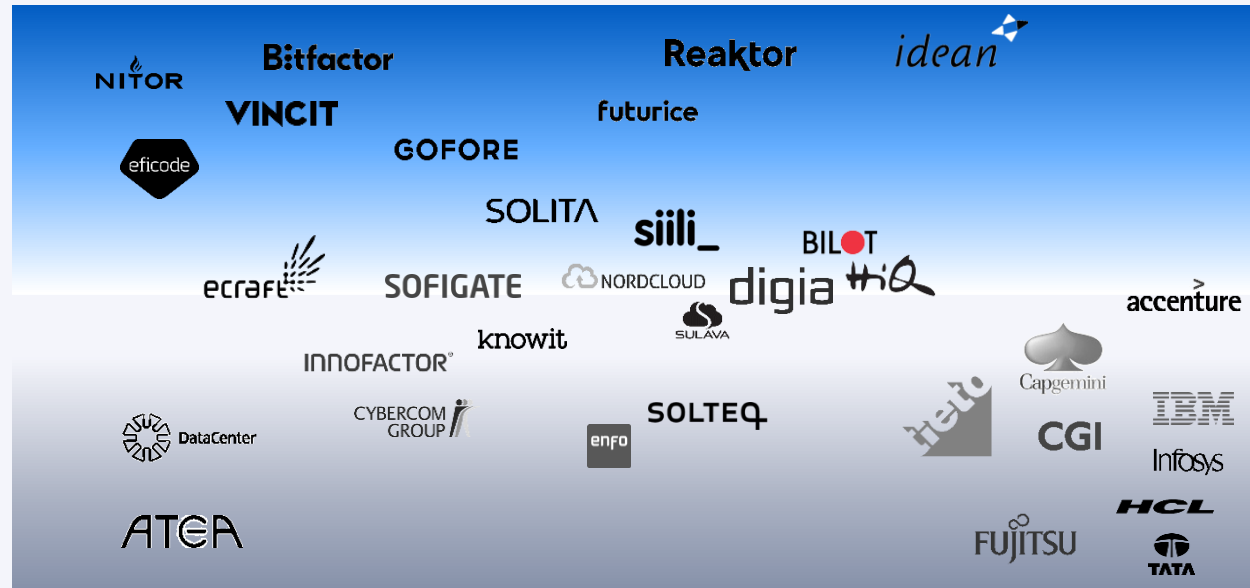 idean
Reaktor
Bitfactor
NITOR
VINCIT
futurice
GOFORE
eficode
SOLITA
siili_
BILOT
HiQ
ecraft
SOFIGATE
NORDCLOUD
digia
accenture
SULAVA
knowit
INNOFACTOR®
Capgemini
tieto
IBM
CYBERCOM
GROUP
SOLTEQ
DataCenter
enfo
CGI
Infosys
HCL
ATEA
FUJITSU
TATA